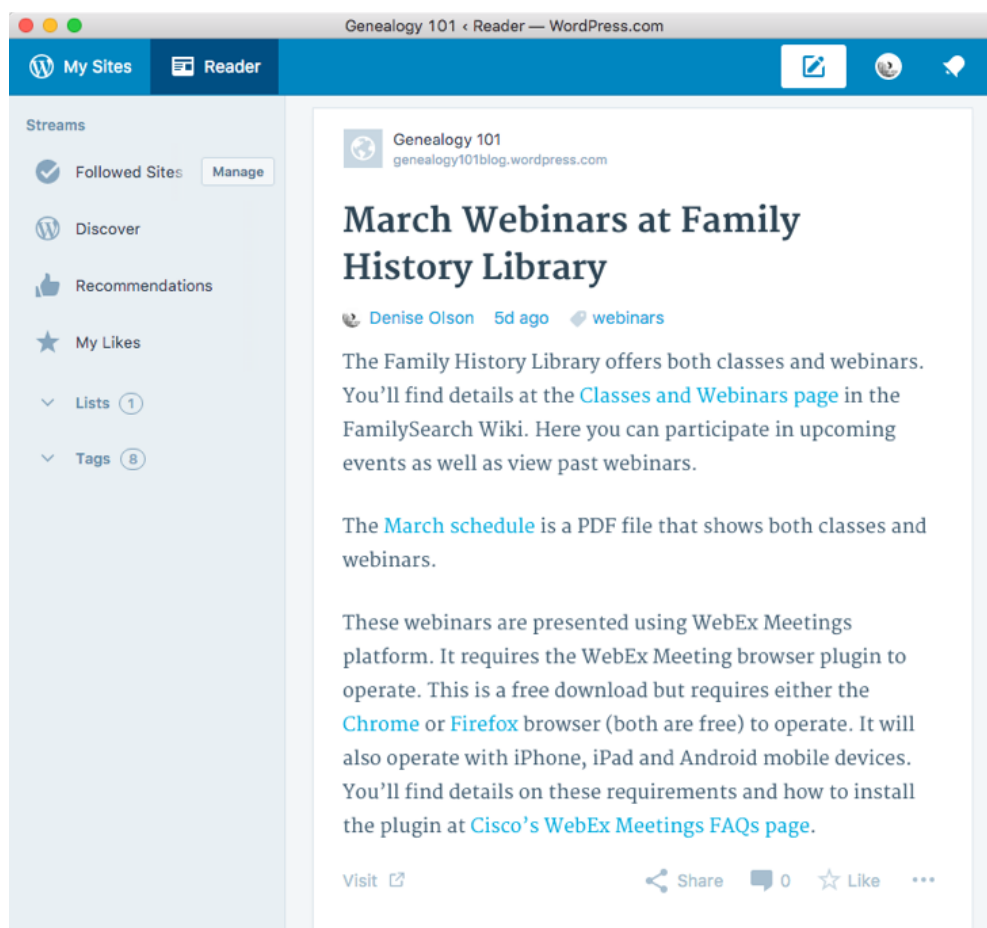 Genealogy 101 ‹ Reader — WordPress.com
My Sites
Reader
Streams
Followed Sites
Manage
Discover
Recommendations
My Likes
Lists 1
Tags 8
Genealogy 101
genealogy101blog.wordpress.com
March Webinars at Family
History Library
Denise Olson 5d ago webinars
The Family History Library offers both classes and webinars.
You’ll find details at the Classes and Webinars page in the
FamilySearch Wiki. Here you can participate in upcoming
events as well as view past webinars.
The March schedule is a PDF file that shows both classes and
webinars.
These webinars are presented using WebEx Meetings
platform. It requires the WebEx Meeting browser plugin to
operate. This is a free download but requires either the
Chrome or Firefox browser (both are free) to operate. It will
also operate with iPhone, iPad and Android mobile devices.
You’ll find details on these requirements and how to install
the plugin at Cisco’s WebEx Meetings FAQs page.
Visit
Share 0 Like